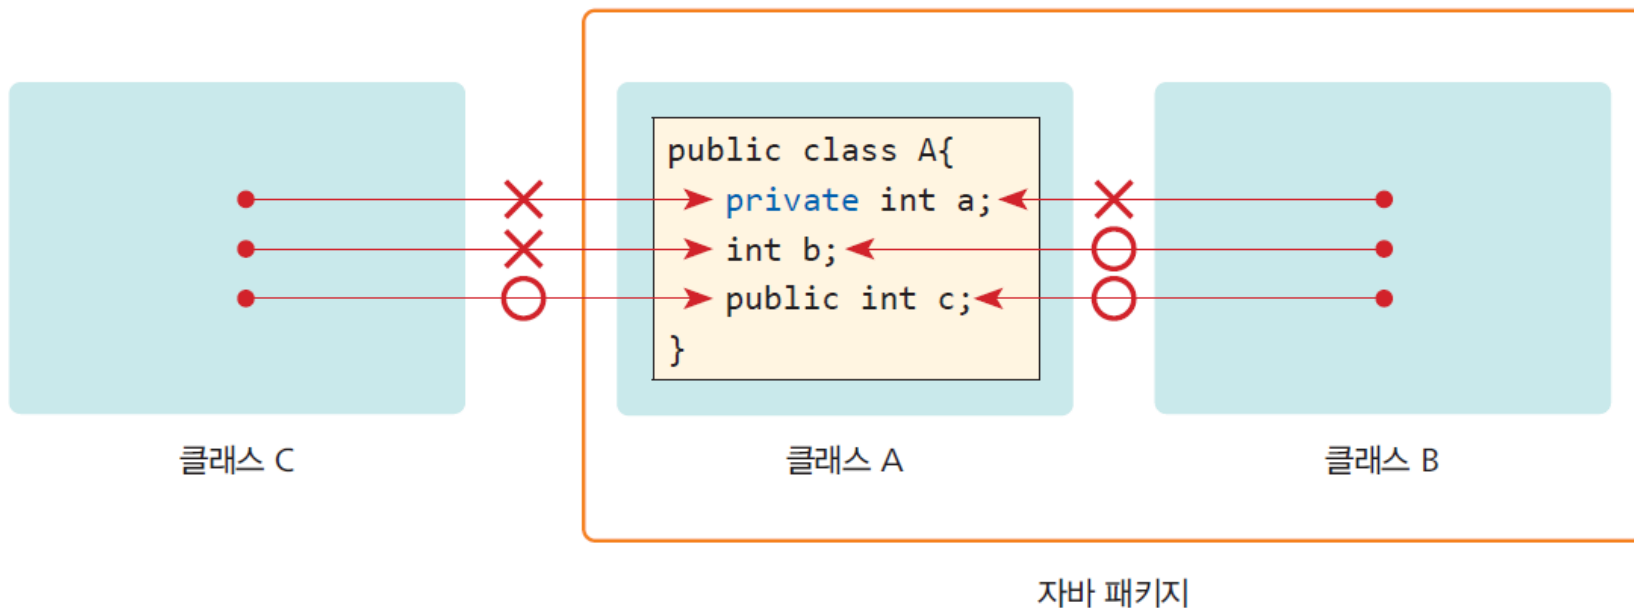 public class A{
private int a;
int b;
public int c;
}
클래스 C
클래스 A
클래스 B
자바 패키지